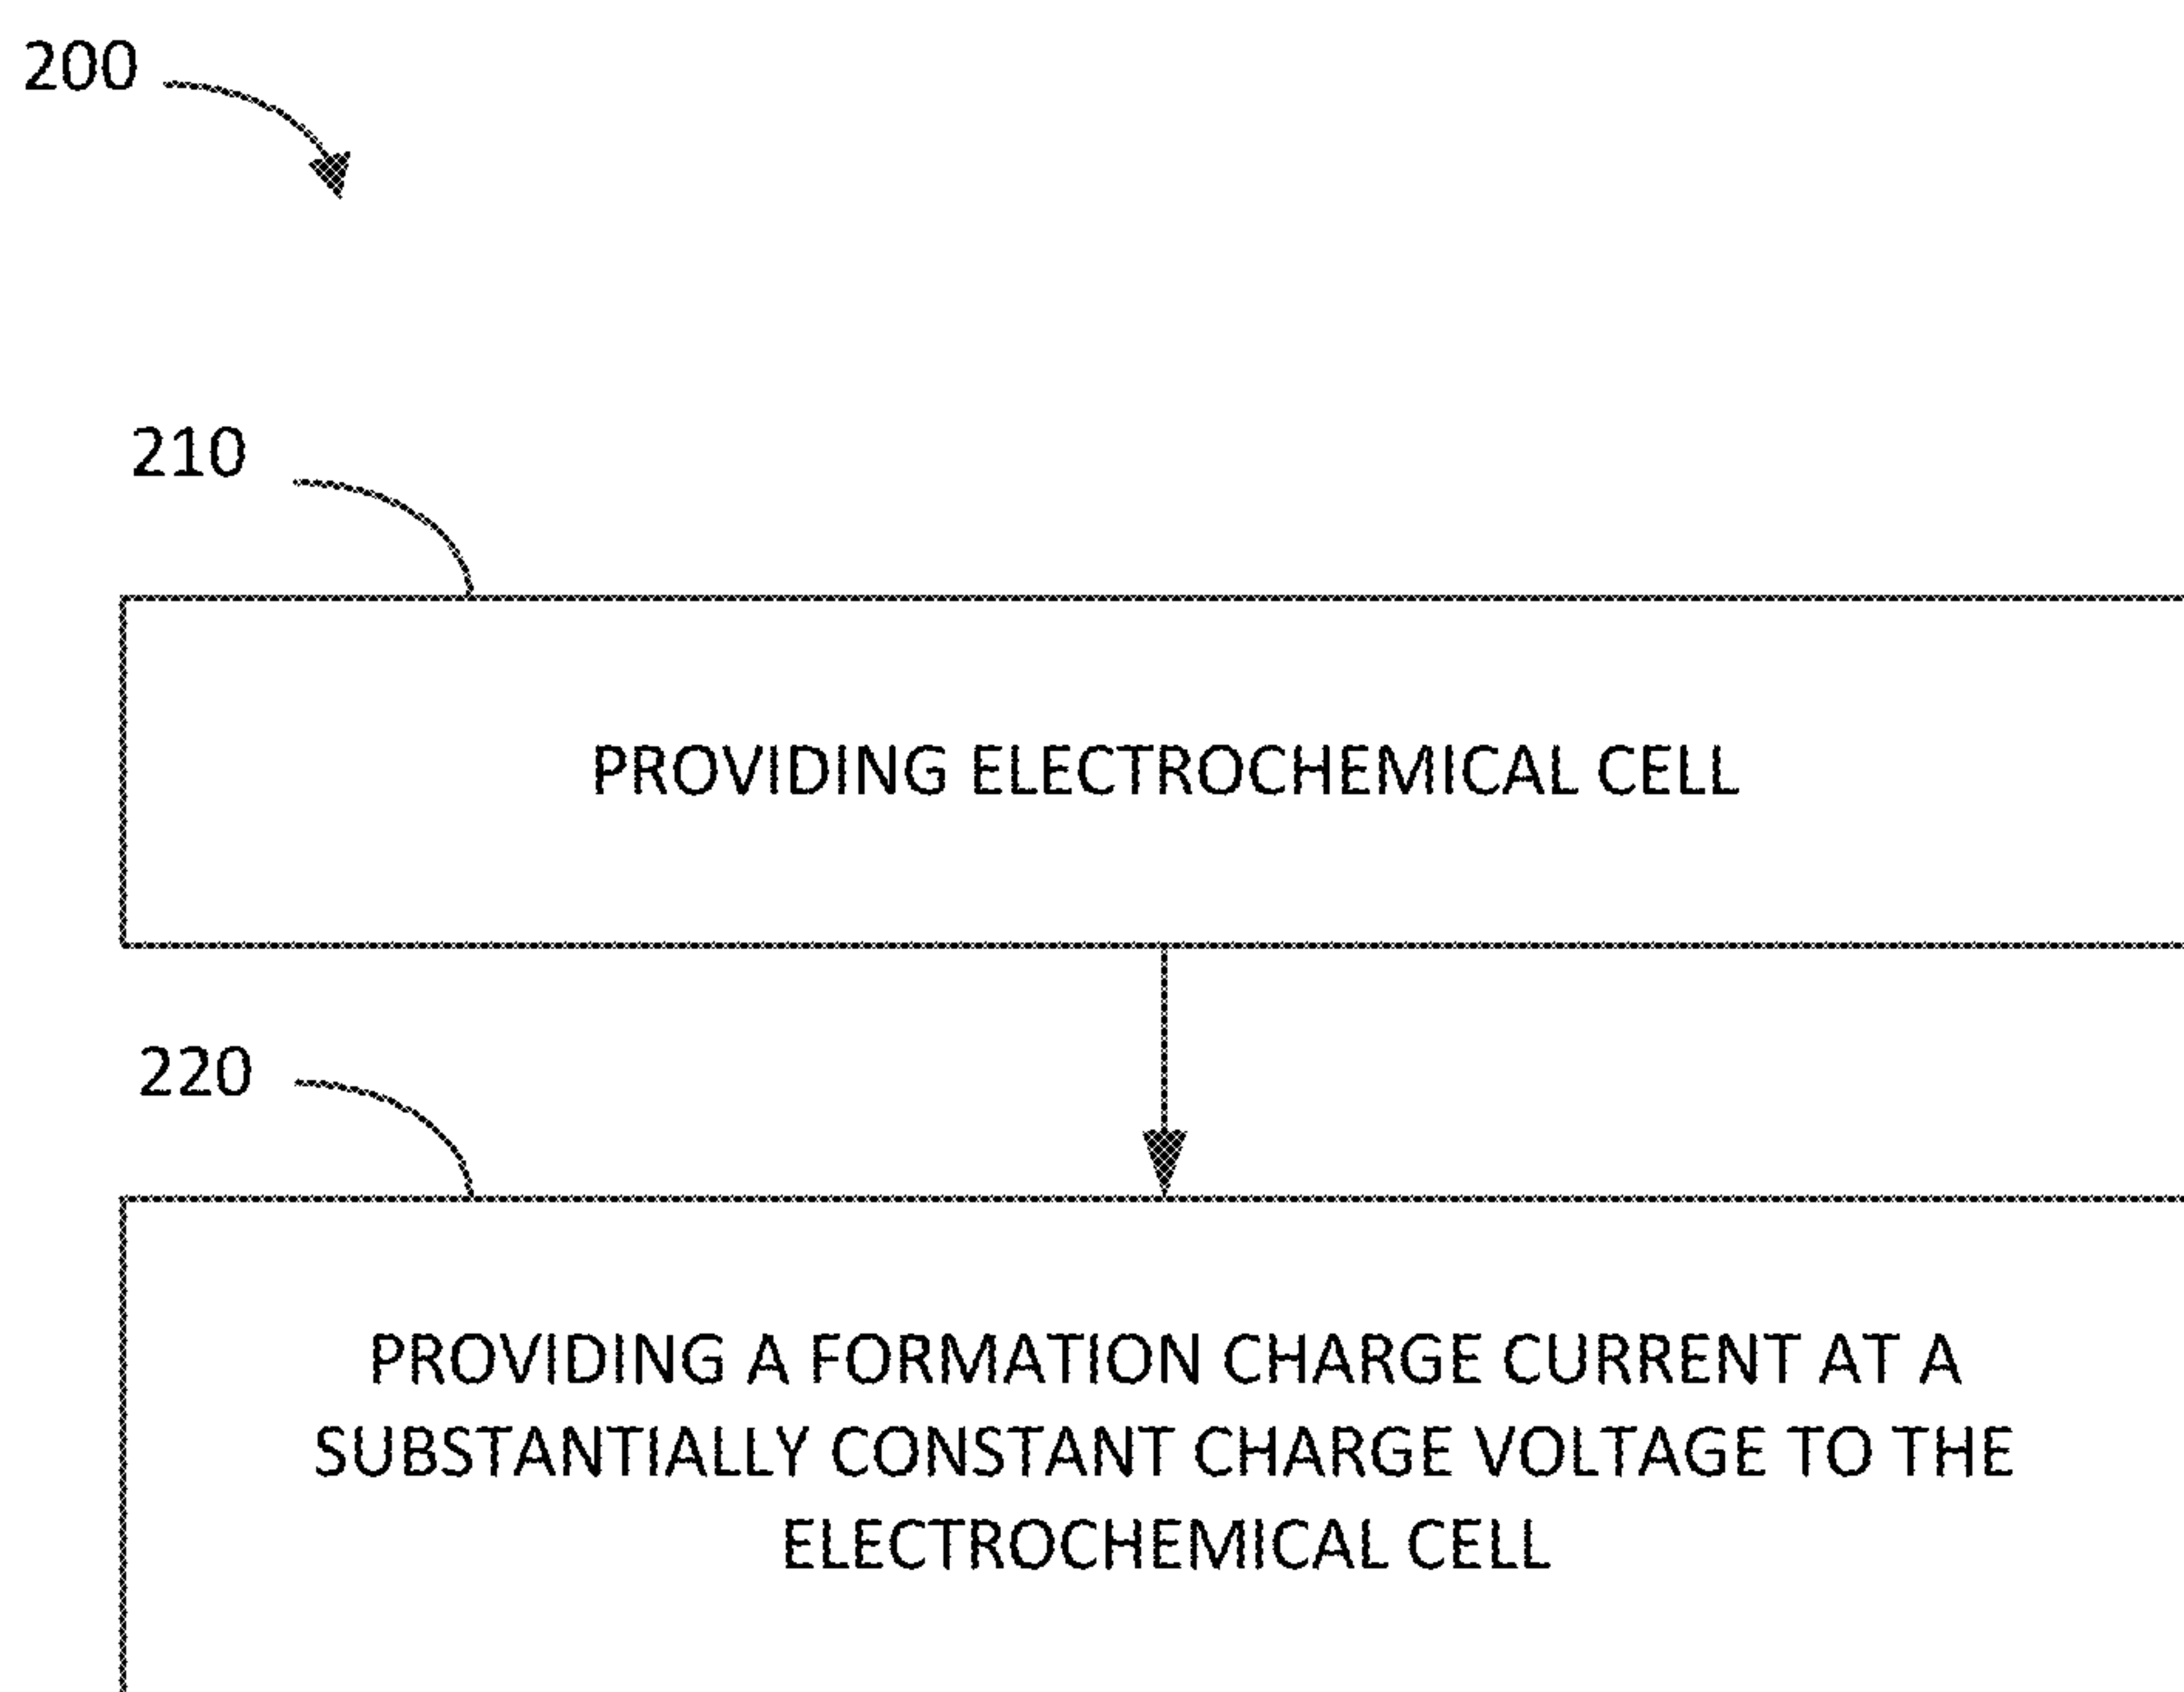 200
210
PROVIDING ELECTROCHEMICAL CELL
220
PROVIDING A FORMATION CHARGE CURRENT AT A
SUBSTANTIALLY CONSTANT CHARGE VOLTAGE TO THE
ELECTROCHEMICAL CELL